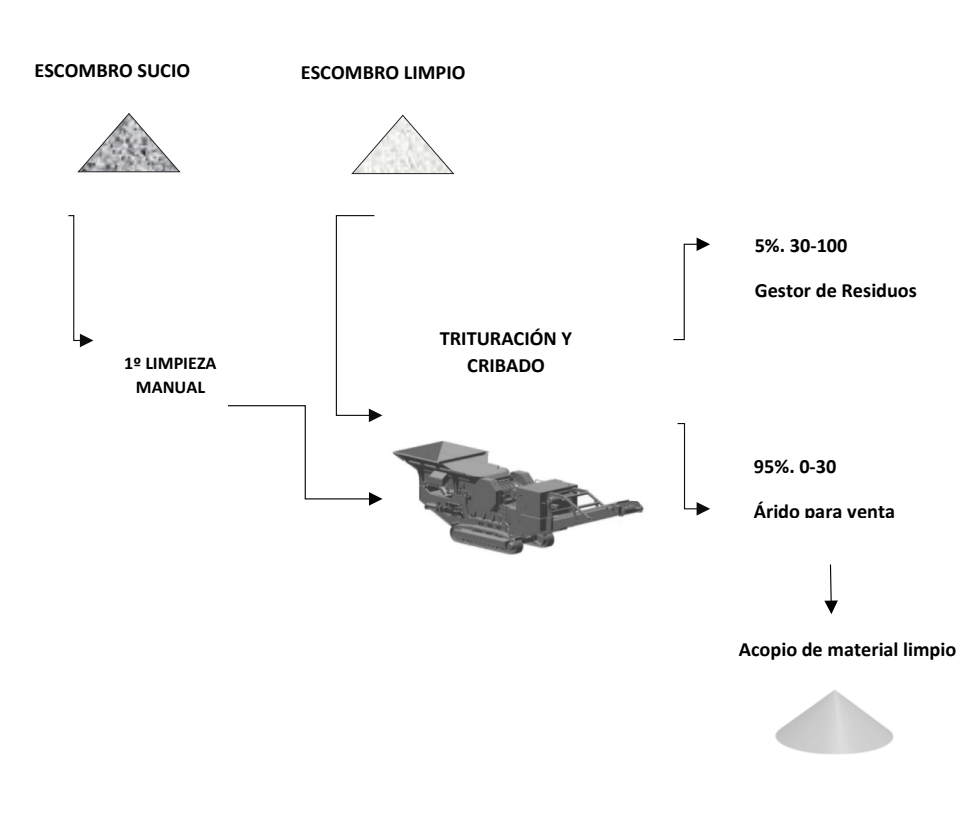 ESCOMBRO SUCIO
ESCOMBRO LIMPIO
5%. 30-100
Gestor de Residuos
TRITURACIÓN Y
CRIBADO
1º LIMPIEZA
MANUAL
95%. 0-30
Árido para venta
Acopio de material limpio